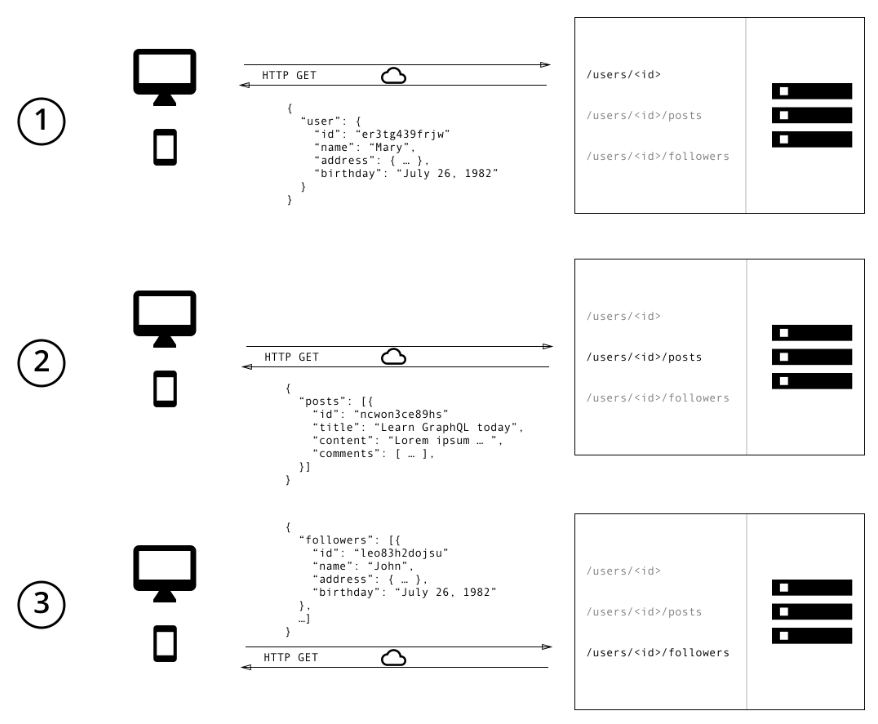 1
HTTP GET
{
“user”: {
“id”: “er3tg439frjw”
“name”: “Mary”,
“address”: { … },
“birthday”: “July 26, 1982”
}
}
/users/<id>
/users/<id>/posts
/users/<id>/followers
2
HTTP GET
{
“posts”: [{
“id”: “ncwon3ce89hs”
“title”: “Learn GraphQL today”,
“content”: “Lorem ipsum … ”,
“comments”: [ … ],
}]
}
/users/<id>
/users/<id>/posts
/users/<id>/followers
3
{
“followers”: [{
“id”: “leo83h2dojsu”
“name”: “John”,
“address”: { … },
“birthday”: “July 26, 1982”
},
…]
}
HTTP GET
/users/<id>
/users/<id>/posts
/users/<id>/followers